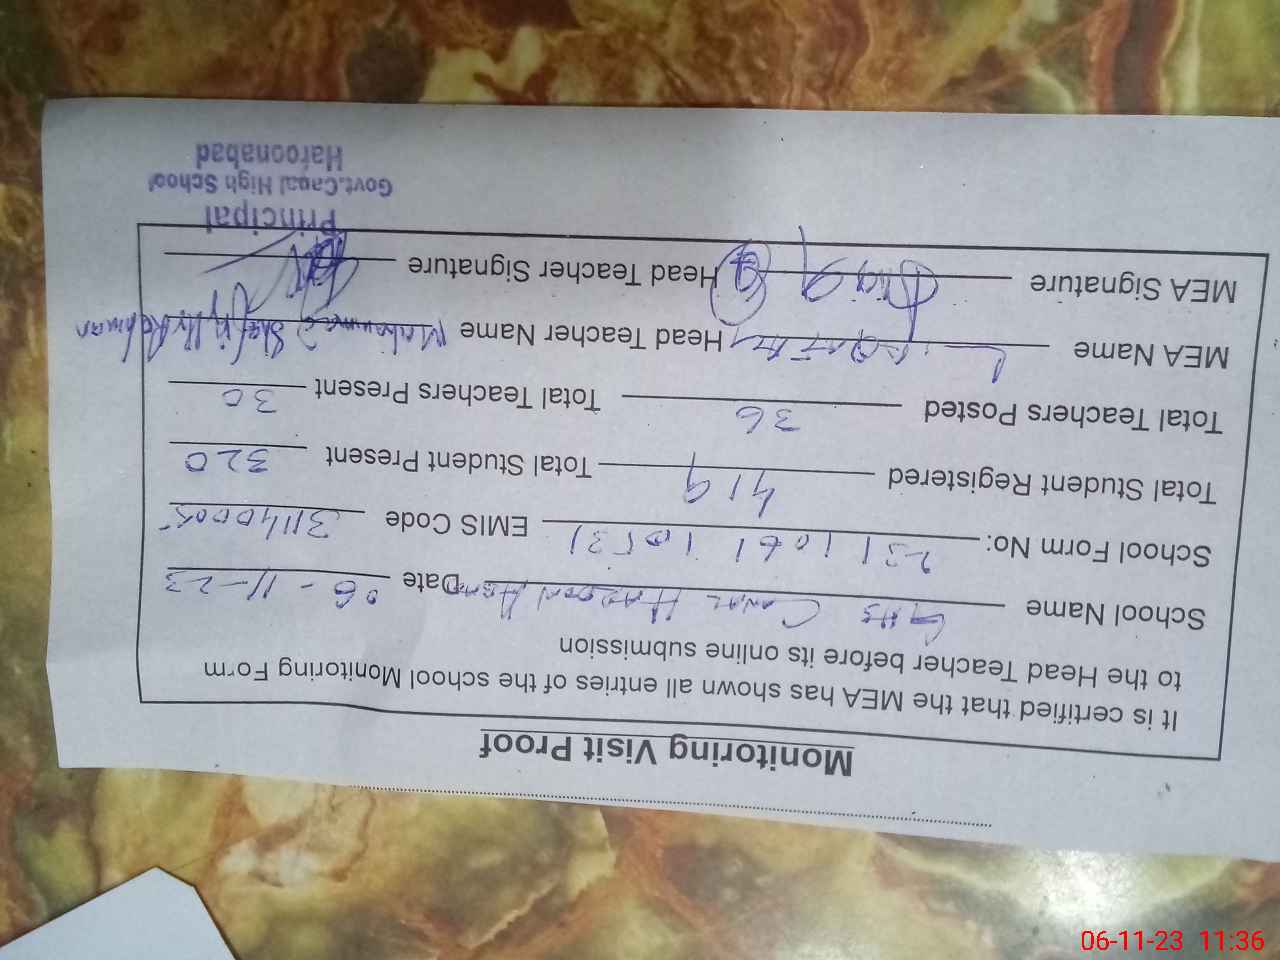 Monitoring Visit Proof
It is certified that the MEA has shown all entries of the school Monitoring Form
to the Head Teacher before its online submission
School Name GHS Canal Haroon Date 06-11-23
School Form No: EMIS Code 31140005
Total Student Registered 419 Total Student Present 320
Total Teachers Posted 36 Total Teachers Present 30
MEA Name Head Teacher Name Muhammad Shafiq Ur Rehman
MEA Signature Head Teacher Signature
Principal
Govt.Canal High School
Haroonabad
06-11-23 11:36